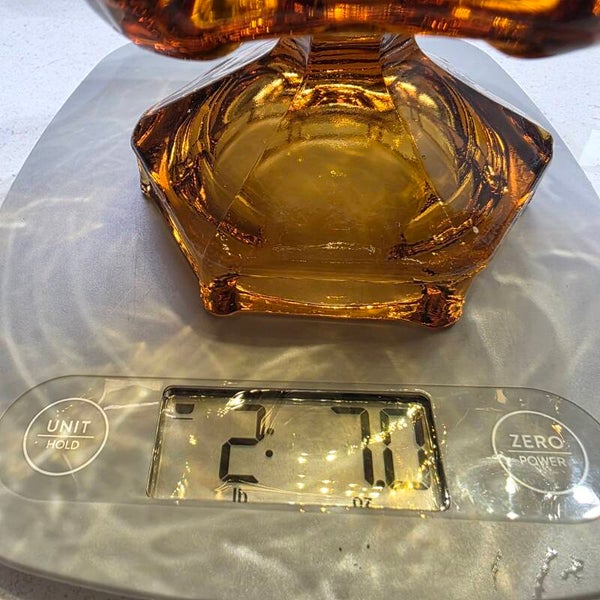 UNIT
HOLD
2: 7.0
lb oz
ZERO
POWER